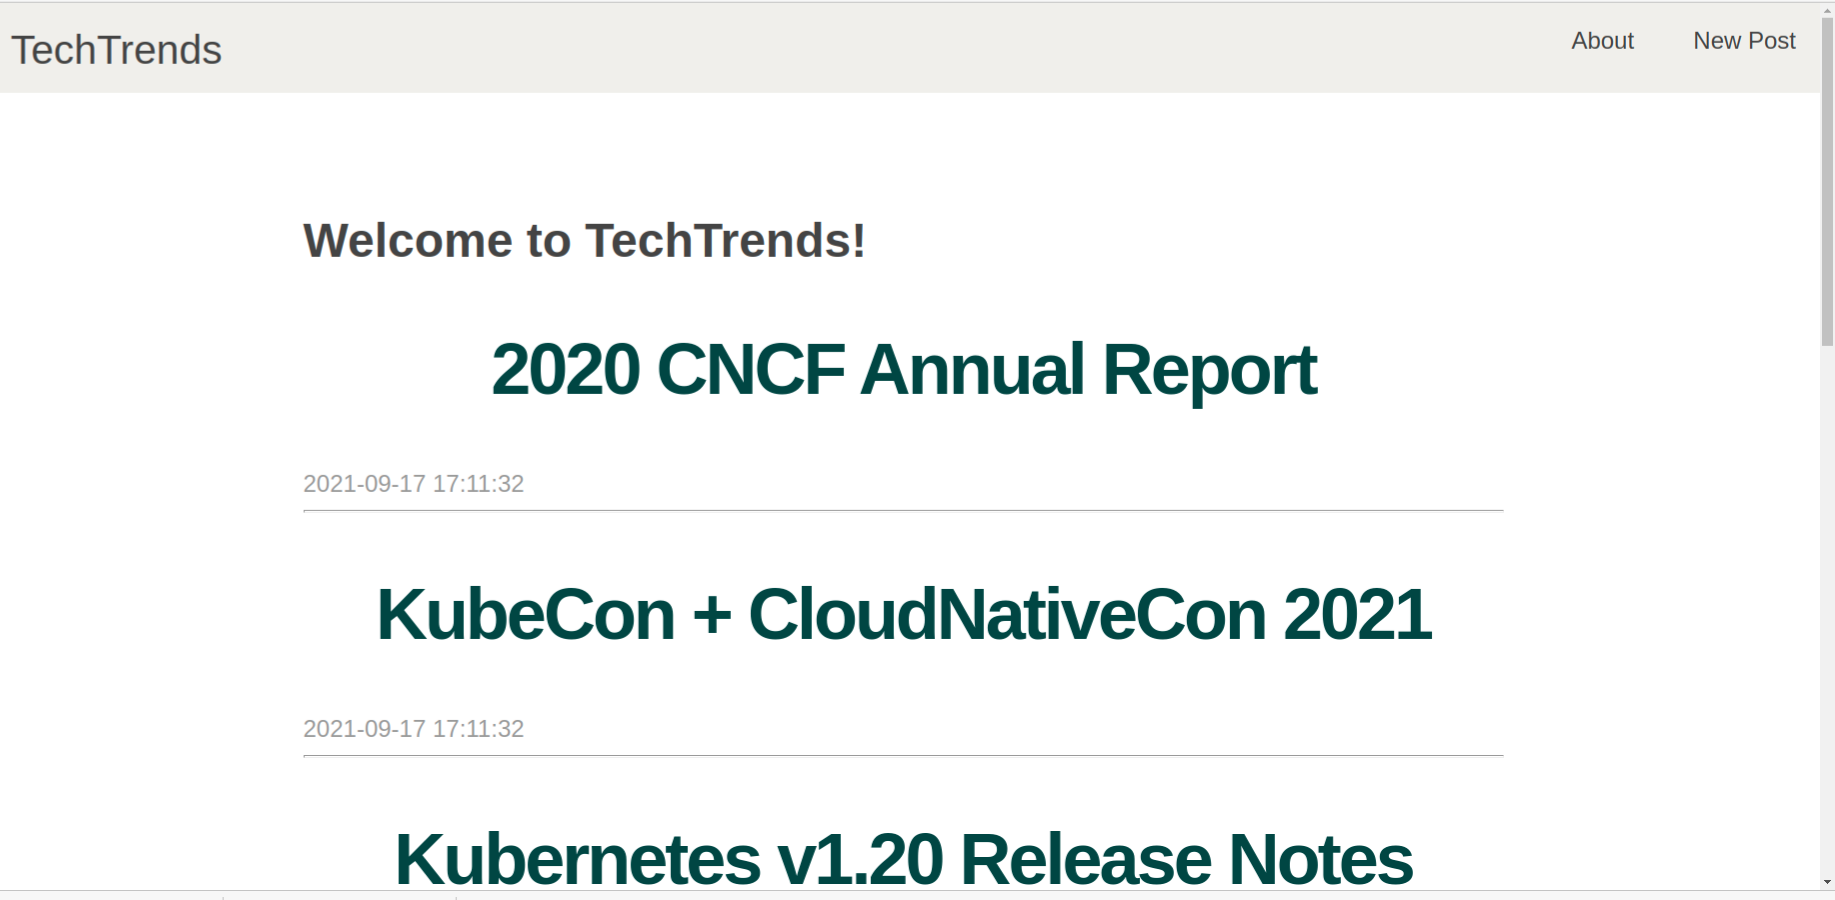 TechTrends
About
New Post
Welcome to TechTrends!
2020 CNCF Annual Report
2021-09-17 17:11:32
KubeCon + CloudNativeCon 2021
2021-09-17 17:11:32
Kubernetes v1.20 Release Notes